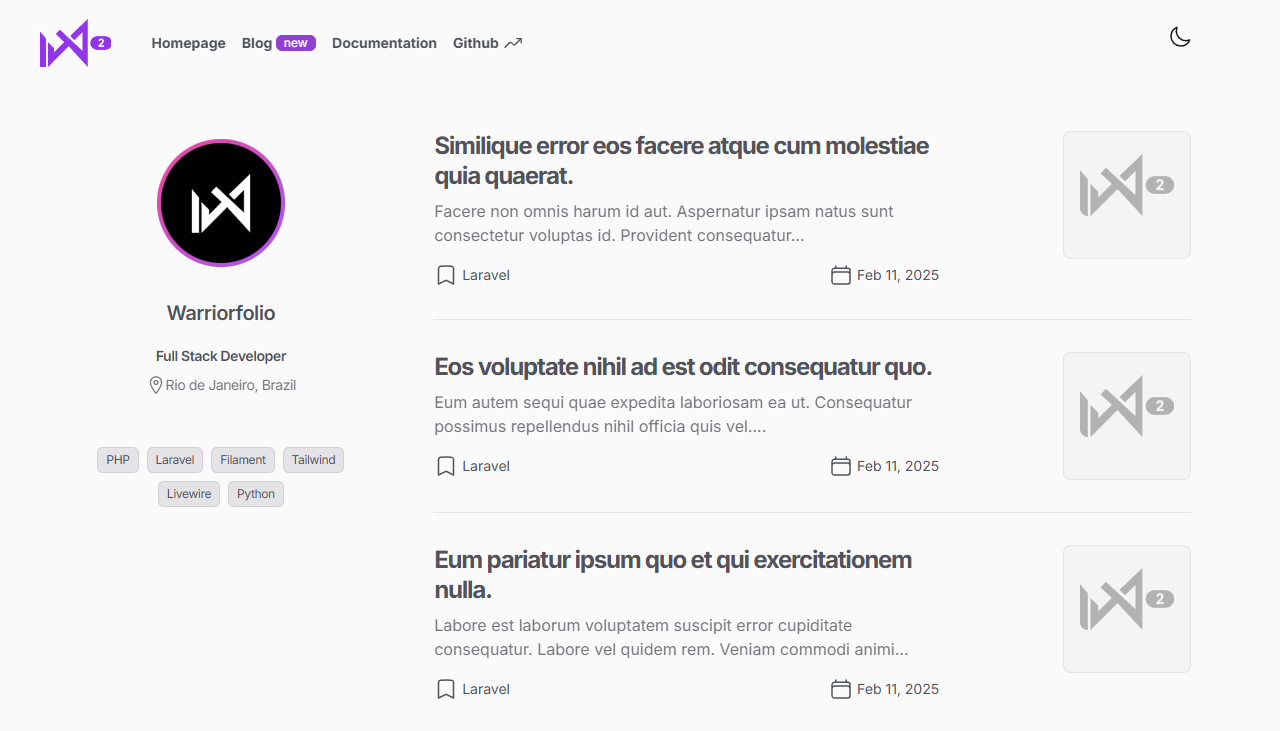 2
Homepage Blog new Documentation Github
Similique error eos facere atque cum molestiae
quia quaerat.
Facere non omnis harum id aut. Aspernatur ipsam natus sunt
consectetur voluptas id. Provident consequatur...
Laravel Feb 11, 2025
2
Warriorfolio
Full Stack Developer
Rio de Janeiro, Brazil
PHP Laravel Filament Tailwind
Livewire Python
Eos voluptate nihil ad est odit consequatur quo.
Eum autem sequi quae expedita laboriosam ea ut. Consequatur
possimus repellendus nihil officia quis vel....
Laravel Feb 11, 2025
2
Eum pariatur ipsum quo et qui exercitationem
nulla.
Labore est laborum voluptatem suscipit error cupiditate
consequatur. Labore vel quidem rem. Veniam commodi animi...
Laravel Feb 11, 2025
2